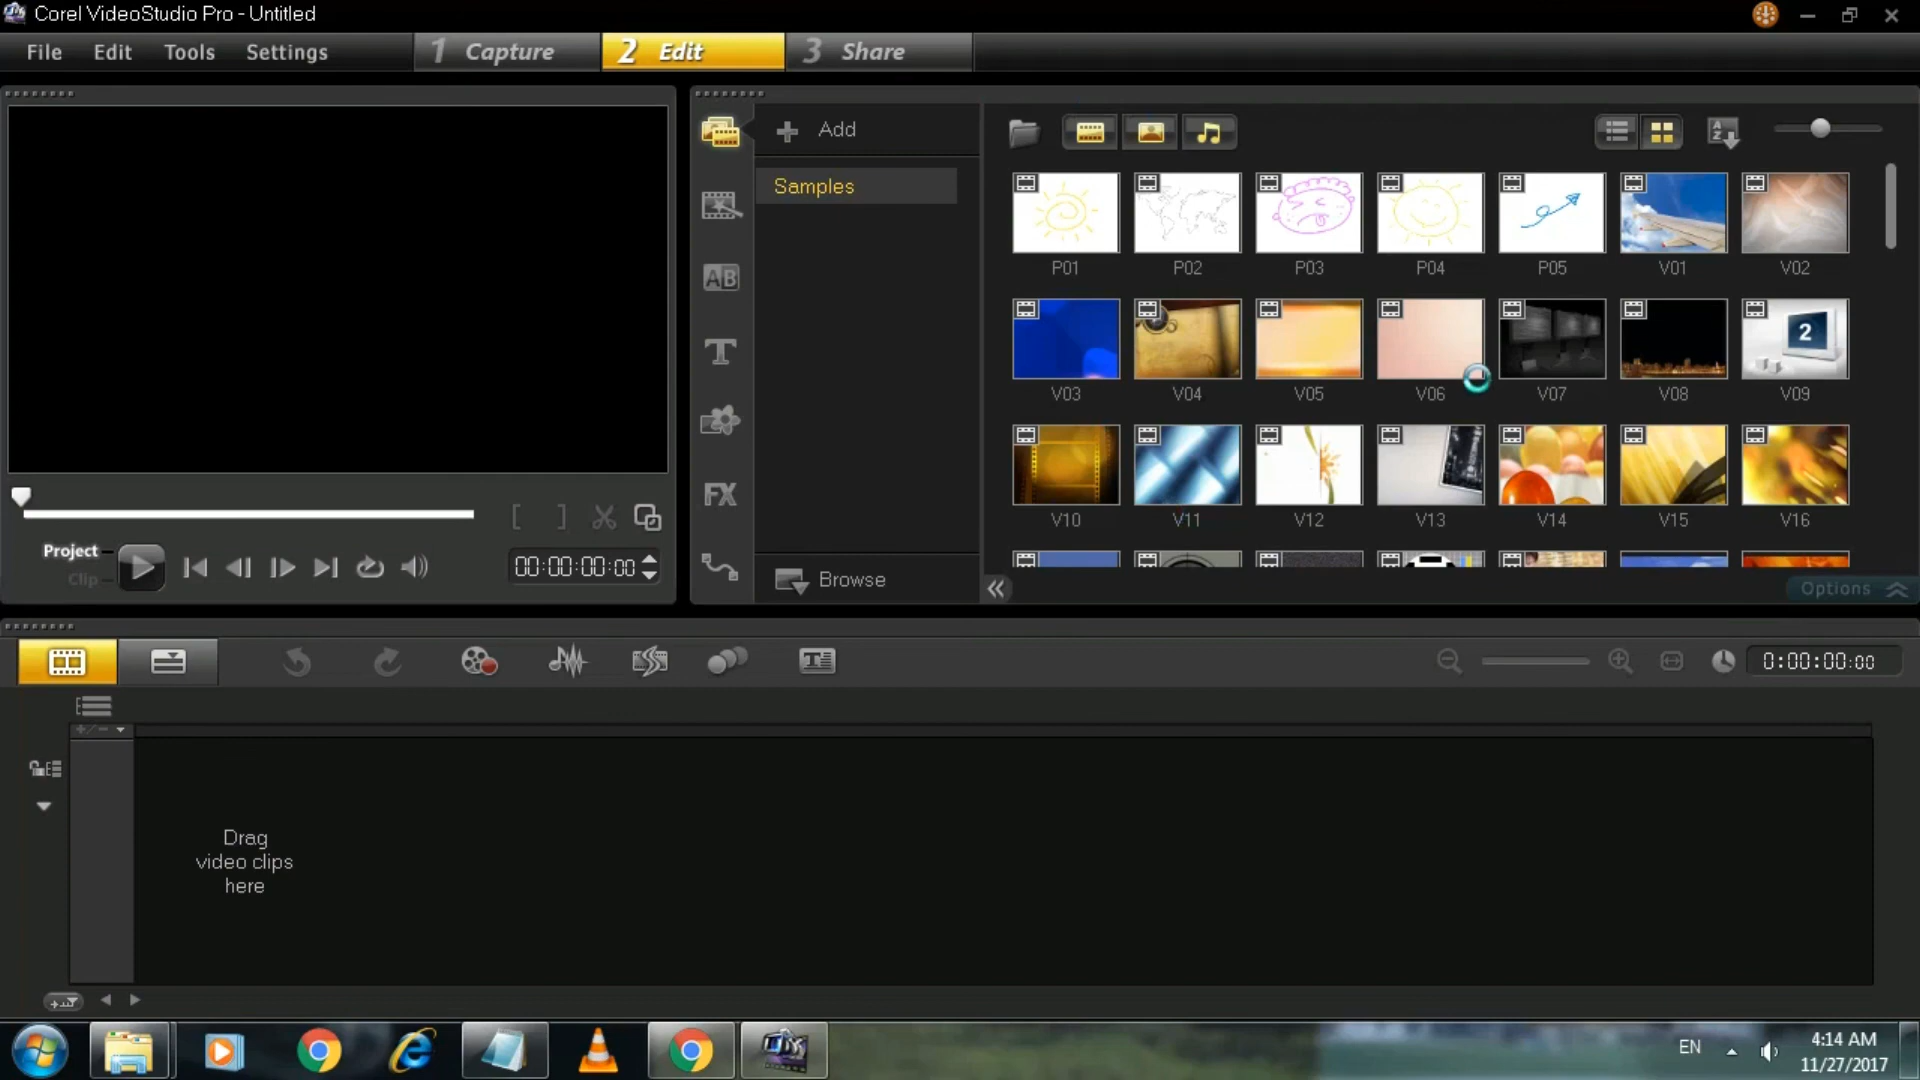 Corel VideoStudio Pro - Untitled
File Edit Tools Settings 1 Capture 2 Edit 3 Share
Add
Samples
P01 P02 P03 P04 P05 V01 V02
2
V03 V04 V05 V06 V07 V08 V09
V10 V11 V12 V13 V14 V15 V16
AB
T
FX
Project
Clip
00:00:00:00
Browse
Options
0:00:00:00
Drag
video clips
here
EN
4:14 AM
11/27/2017